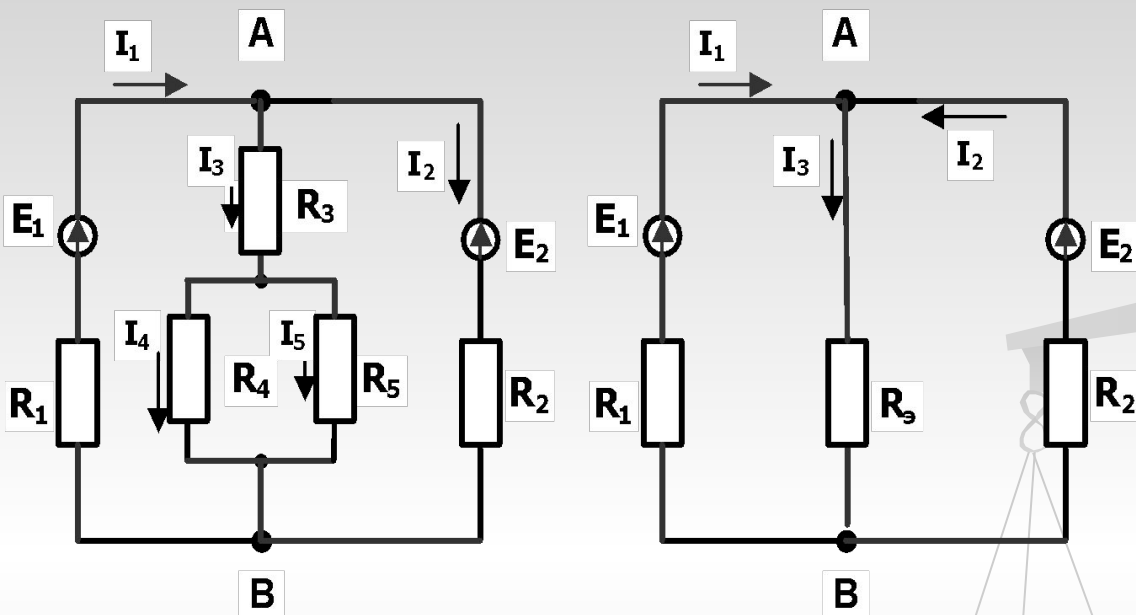 A
I₁
I₃
R₃
I₂
E₁
E₂
I₄
I₅
R₁
R₄
R₅
R₂
B
A
I₁
I₃
I₂
E₁
E₂
R₁
Rэ
R₂
B